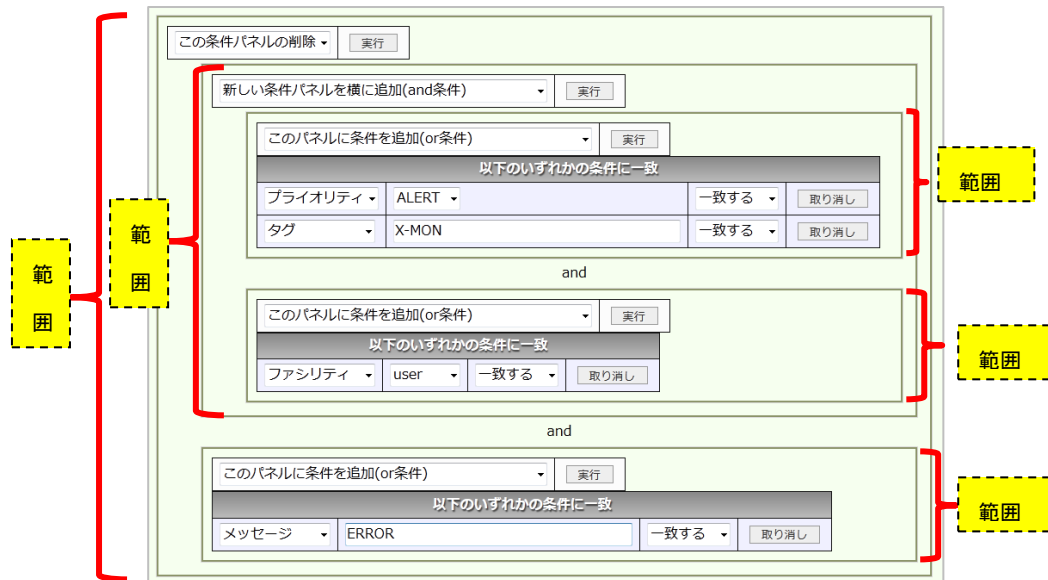 この条件パネルの削除 実行
新しい条件パネルを横に追加(and条件) 実行
このパネルに条件を追加(or条件) 実行
以下のいずれかの条件に一致
プライオリティ ALERT 一致する 取り消し
タグ X-MON 一致する 取り消し
範囲
範
囲
範
囲
and
このパネルに条件を追加(or条件) 実行
以下のいずれかの条件に一致
ファシリティ user 一致する 取り消し
範囲
and
このパネルに条件を追加(or条件) 実行
以下のいずれかの条件に一致
メッセージ ERROR 一致する 取り消し
範囲